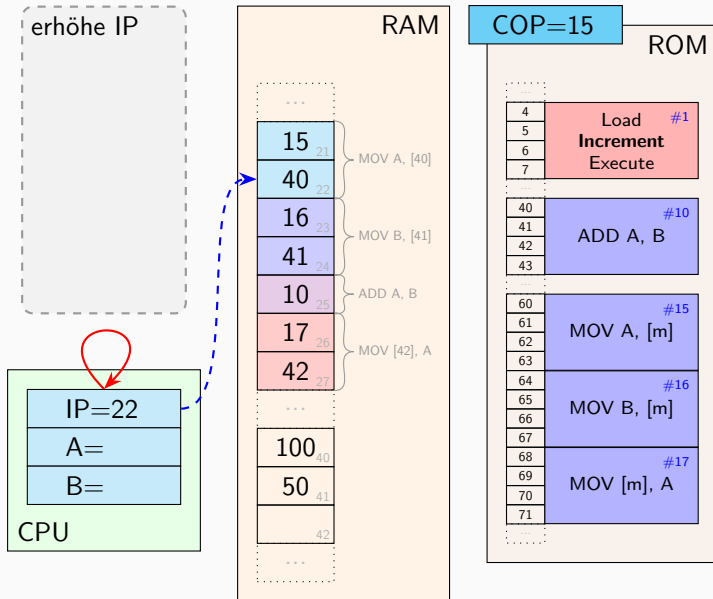 erhöhe IP
IP=22
A=
B=
CPU
RAM
...
15 21
40 22
MOV A, [40]
16 23
41 24
MOV B, [41]
10 25
ADD A, B
17 26
42 27
MOV [42], A
...
100 40
50 41
42
...
COP=15
ROM
...
4
5
6
7
#1
Load
Increment
Execute
...
40
41
42
43
#10
ADD A, B
...
60
61
62
63
#15
MOV A, [m]
64
65
66
67
#16
MOV B, [m]
68
69
70
71
#17
MOV [m], A
...